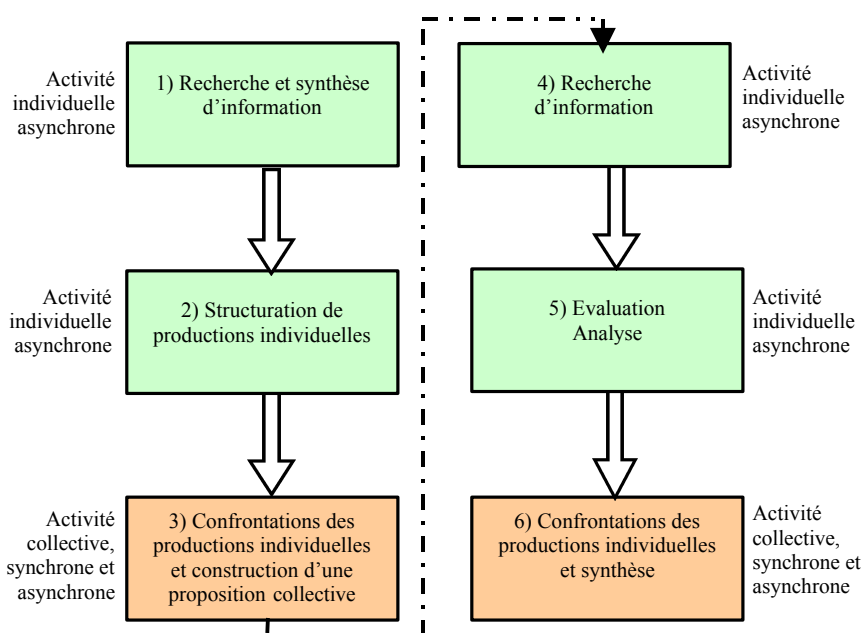 Activité
individuelle
asynchrone
1) Recherche et synthèse
d’information
Activité
individuelle
asynchrone
2) Structuration de
productions individuelles
Activité
collective,
synchrone et
asynchrone
3) Confrontations des
productions individuelles
et construction d’une
proposition collective
4) Recherche
d’information
Activité
individuelle
asynchrone
5) Evaluation
Analyse
Activité
individuelle
asynchrone
6) Confrontations des
productions individuelles
et synthèse
Activité
collective,
synchrone et
asynchrone